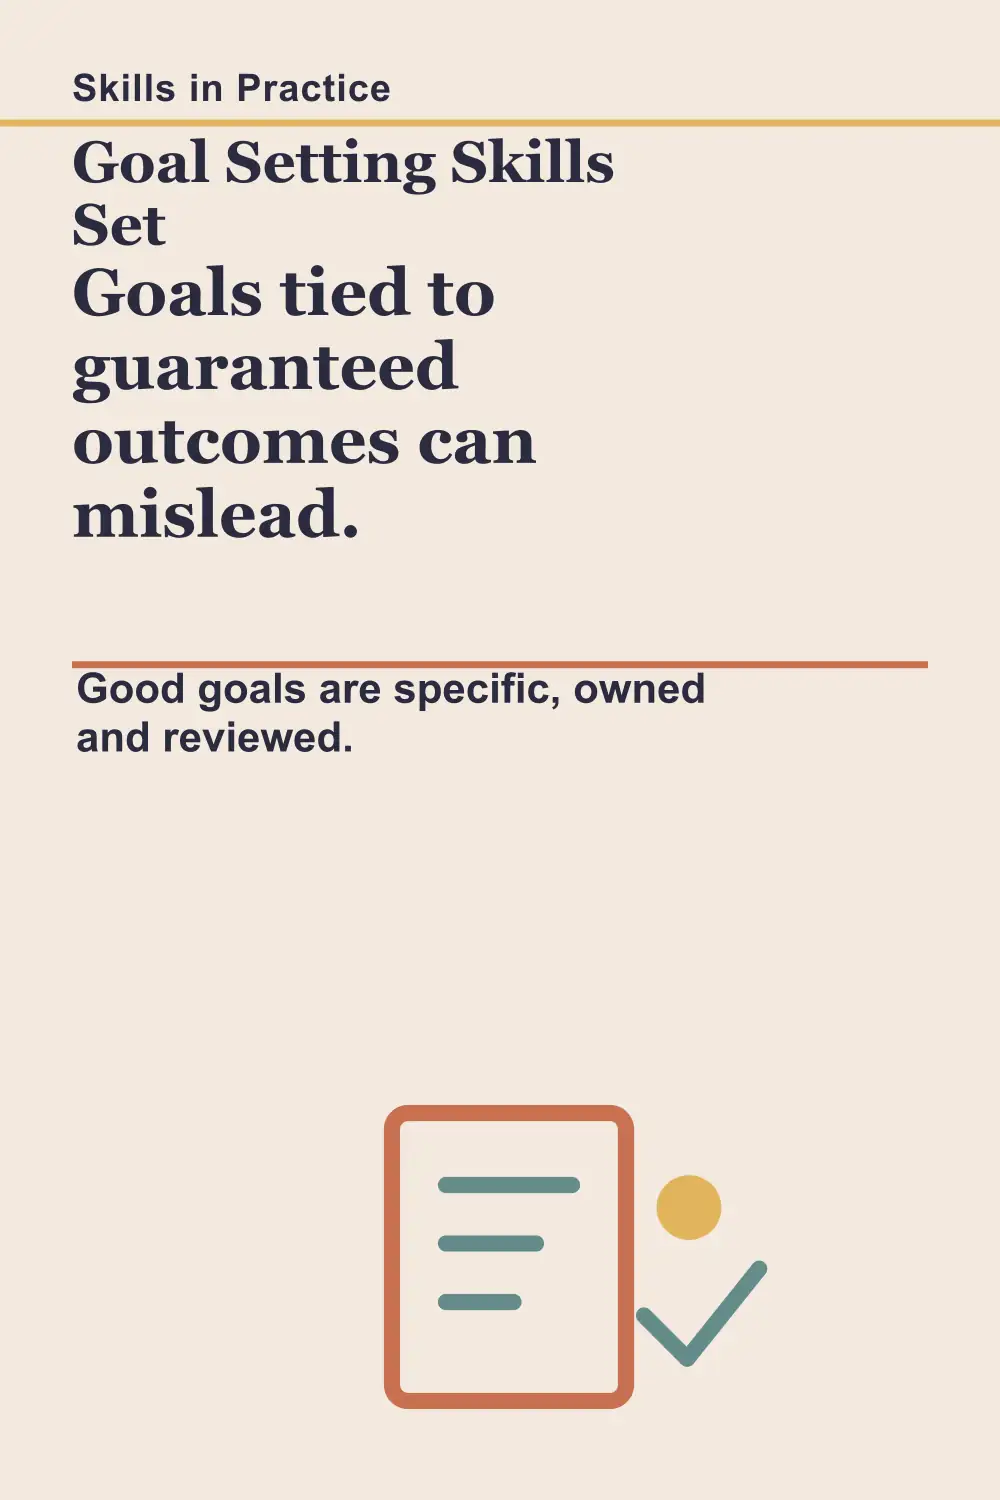 Skills in Practice
Goal Setting Skills
Set
Goals tied to
guaranteed
outcomes can
mislead.
Good goals are specific, owned
and reviewed.